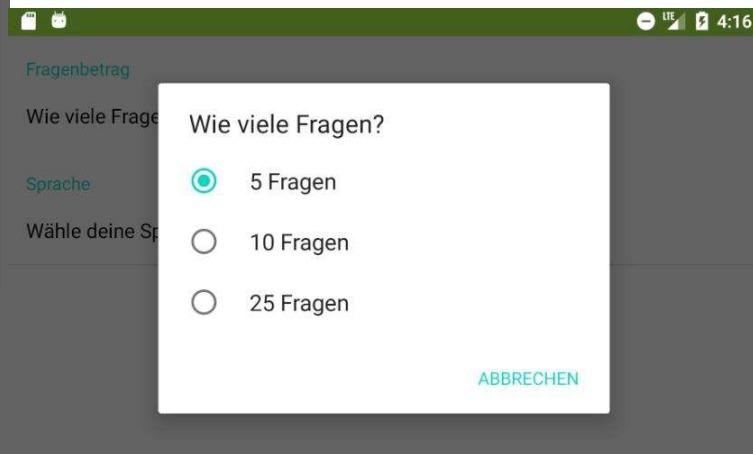 LTE 4:16
Fragenbetrag
Wie viele Frage
Sprache
Wähle deine Sp
Wie viele Fragen?
5 Fragen
10 Fragen
25 Fragen
ABBRECHEN